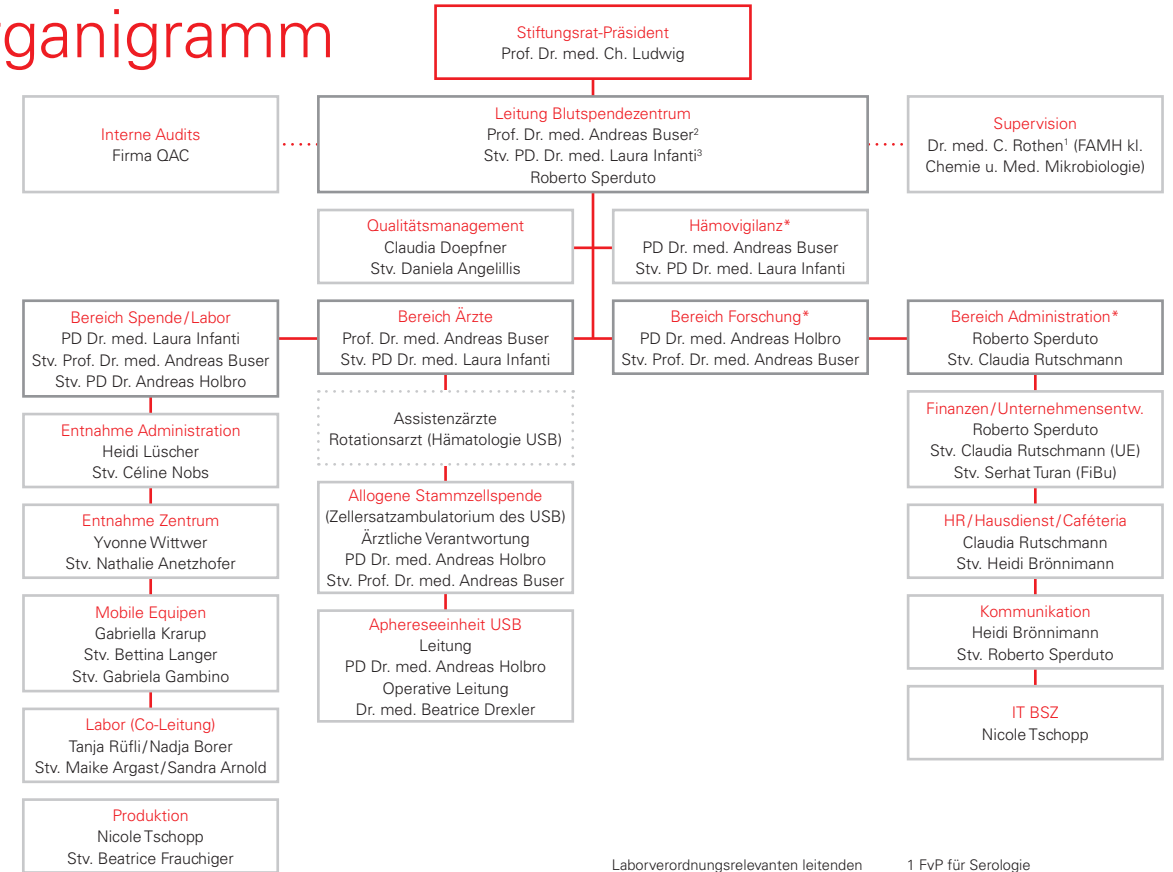 rganigramm
Stiftungsrat-Präsident
Prof. Dr. med. Ch. Ludwig
Interne Audits
Firma QAC
Leitung Blutspendezentrum
Prof. Dr. med. Andreas Buser²
Stv. PD. Dr. med. Laura Infanti³
Roberto Sperduto
Supervision
Dr. med. C. Rothen¹ (FAMH kl.
Chemie u. Med. Mikrobiologie)
Qualitätsmanagement
Claudia Doepfner
Stv. Daniela Angelillis
Hämovigilanz*
PD Dr. med. Andreas Buser
Stv. PD Dr. med. Laura Infanti
Bereich Spende/Labor
PD Dr. med. Laura Infanti
Stv. Prof. Dr. med. Andreas Buser
Stv. PD Dr. Andreas Holbro
Bereich Ärzte
Prof. Dr. med. Andreas Buser
Stv. PD Dr. med. Laura Infanti
Bereich Forschung*
PD Dr. med. Andreas Holbro
Stv. Prof. Dr. med. Andreas Buser
Bereich Administration*
Roberto Sperduto
Stv. Claudia Rutschmann
Entnahme Administration
Heidi Lüscher
Stv. Céline Nobs
Entnahme Zentrum
Yvonne Wittwer
Stv. Nathalie Anetzhofer
Mobile Equipen
Gabriella Krarup
Stv. Bettina Langer
Stv. Gabriela Gambino
Labor (Co-Leitung)
Tanja Rüfli/Nadja Borer
Stv. Maike Argast/Sandra Arnold
Produktion
Nicole Tschopp
Stv. Beatrice Frauchiger
Assistenzärzte
Rotationsarzt (Hämatologie USB)
Allogene Stammzellspende
(Zellersatzambulatorium des USB)
Ärztliche Verantwortung
PD Dr. med. Andreas Holbro
Stv. Prof. Dr. med. Andreas Buser
Aphereseeinheit USB
Leitung
PD Dr. med. Andreas Holbro
Operative Leitung
Dr. med. Beatrice Drexler
Finanzen/Unternehmensentw.
Roberto Sperduto
Stv. Claudia Rutschmann (UE)
Stv. Serhat Turan (FiBu)
HR/Hausdienst/Caféteria
Claudia Rutschmann
Stv. Heidi Brönnimann
Kommunikation
Heidi Brönnimann
Stv. Roberto Sperduto
IT BSZ
Nicole Tschopp
Laborverordnungsrelevanten leitenden
1 FvP für Serologie